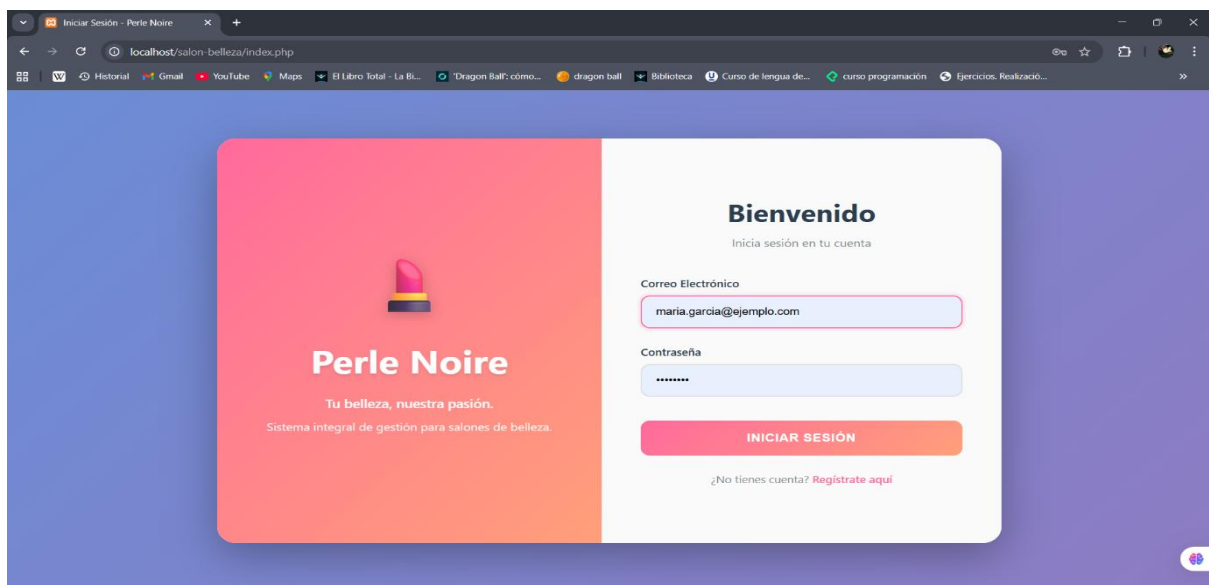 Iniciar Sesión - Perle Noire
localhost/salon-belleza/index.php
Historial Gmail YouTube Maps El Libro Total - La Bi... 'Dragon Ball': cómo... dragon ball Biblioteca Curso de lengua de... curso programación Ejercicios. Realizació...
Perle Noire
Tu belleza, nuestra pasión.
Sistema integral de gestión para salones de belleza.
Bienvenido
Inicia sesión en tu cuenta
Correo Electrónico
maria.garcia@ejemplo.com
Contraseña
••••••••
INICIAR SESIÓN
¿No tienes cuenta? Regístrate aquí